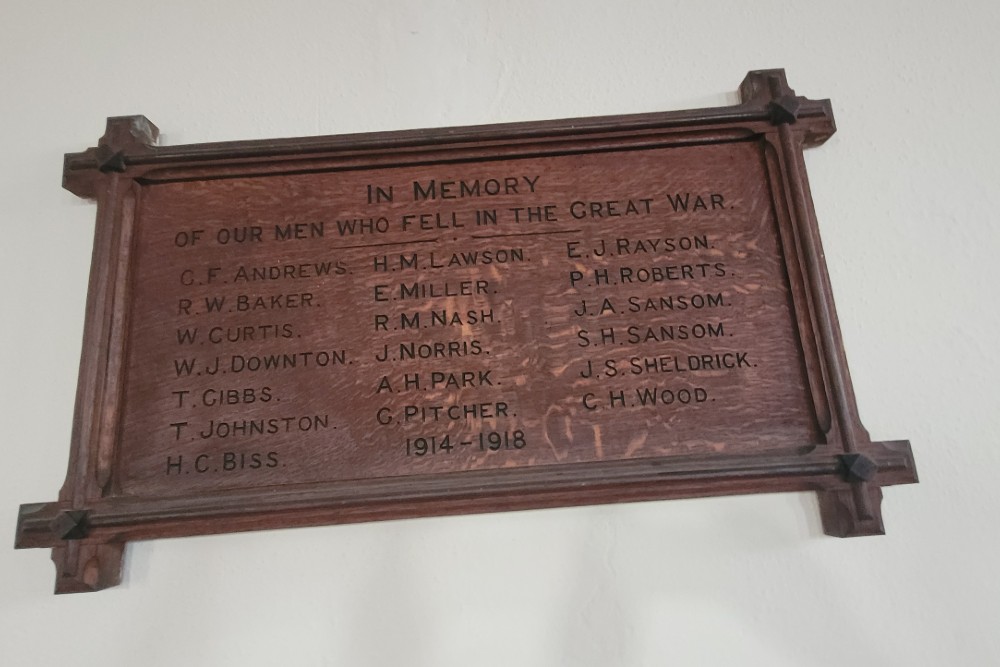 IN MEMORY
OF OUR MEN WHO FELL IN THE GREAT WAR.
G.F. ANDREWS.
R.W. BAKER.
W. CURTIS.
W.J. DOWNTON.
T. GIBBS.
T. JOHNSTON.
H.C. BISS.
H.M. LAWSON.
E. MILLER.
R.M. NASH.
J. NORRIS.
A.H. PARK.
G. PITCHER.
E.J. RAYSON.
P.H. ROBERTS.
J.A. SANSOM.
S.H. SANSOM.
J.S. SHELDRICK.
C H. WOOD.
1914-1918